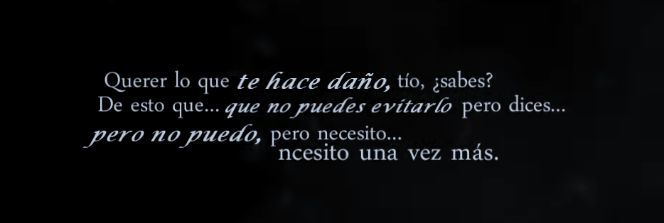 Querer lo que te hace daño, tío, ¿sabes?
De esto que... que no puedes evitarlo pero dices...
pero no puedo, pero necesito...
ncesito una vez más.